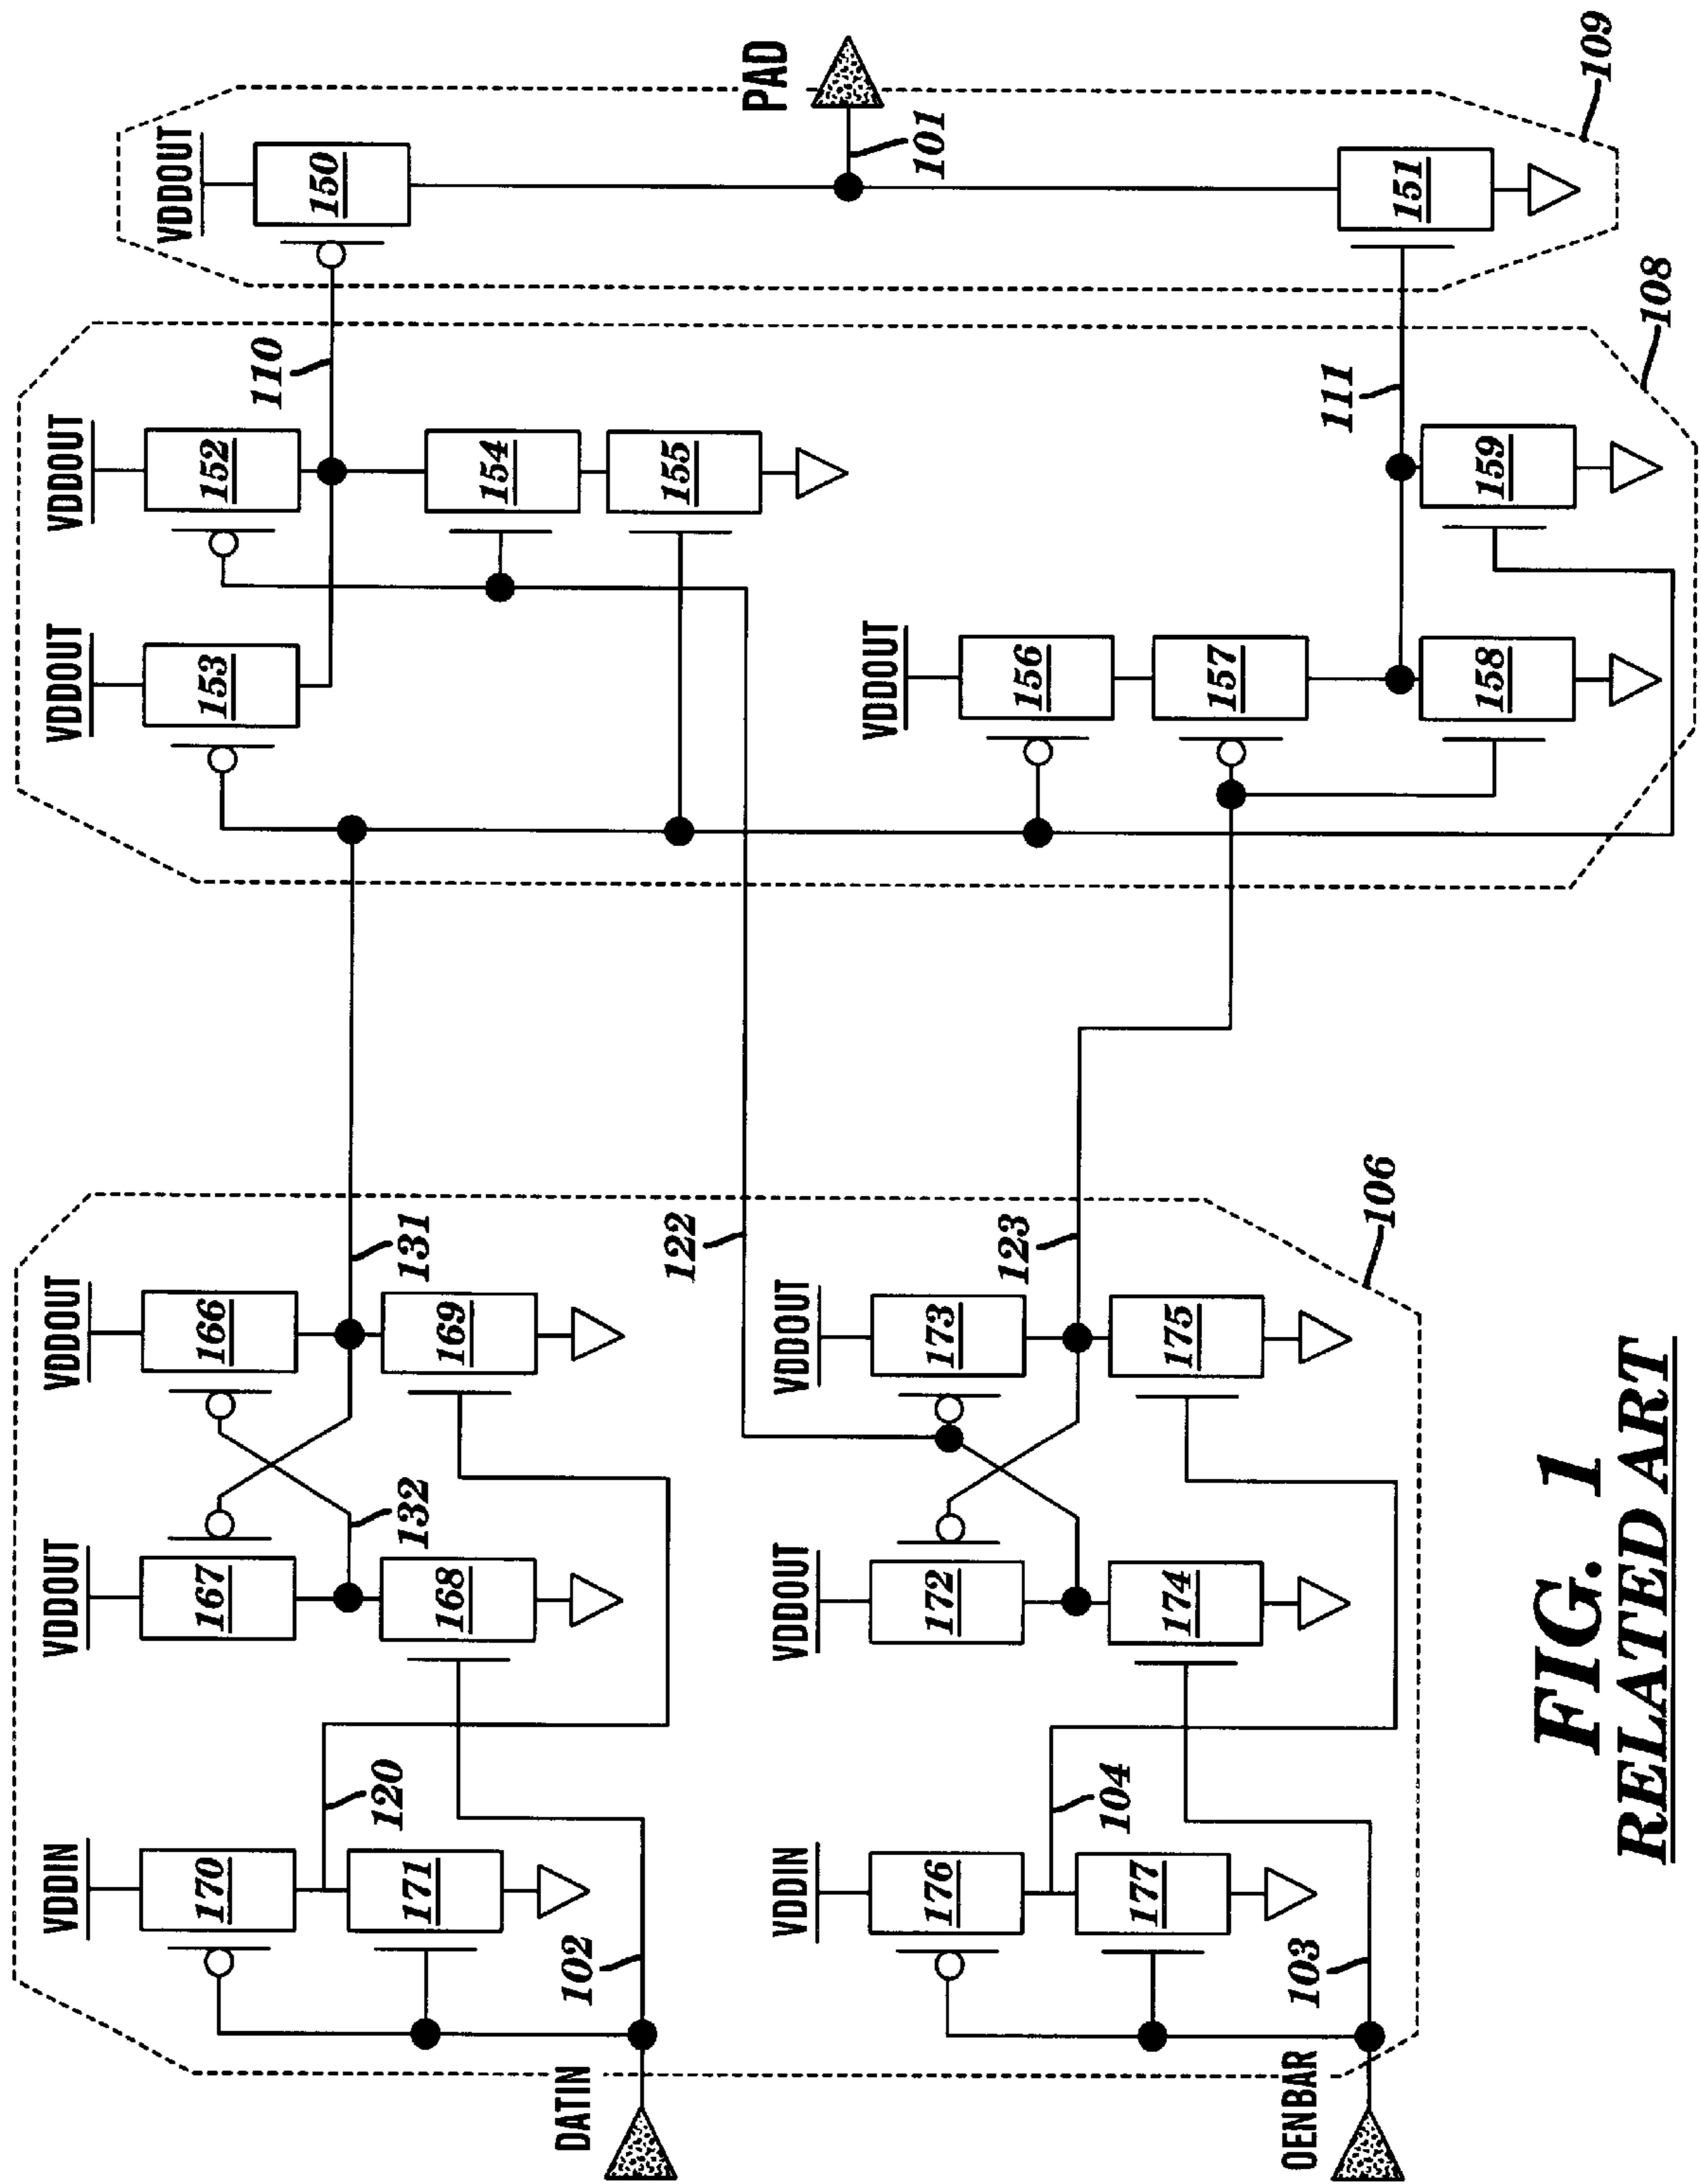 VDDIN
VDDOUT
VDDOUT
VDDOUT
VDDOUT
VDDOUT
170
167
166
153
152
110
150
120
132
131
171
168
169
154
DATIN
102
122
155
PAD
VDDIN
VDDOUT
VDDOUT
VDDOUT
101
176
172
173
123
156
104
177
174
175
157
OENBAR
103
111
106
151
158
159
109
108
FIG. 1
RELATED ART